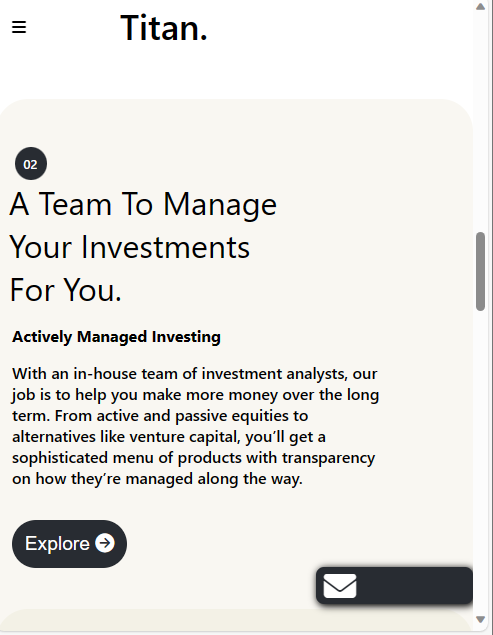 Titan.
02
A Team To Manage
Your Investments
For You.
Actively Managed Investing
With an in-house team of investment analysts, our
job is to help you make more money over the long
term. From active and passive equities to
alternatives like venture capital, you’ll get a
sophisticated menu of products with transparency
on how they’re managed along the way.
Explore